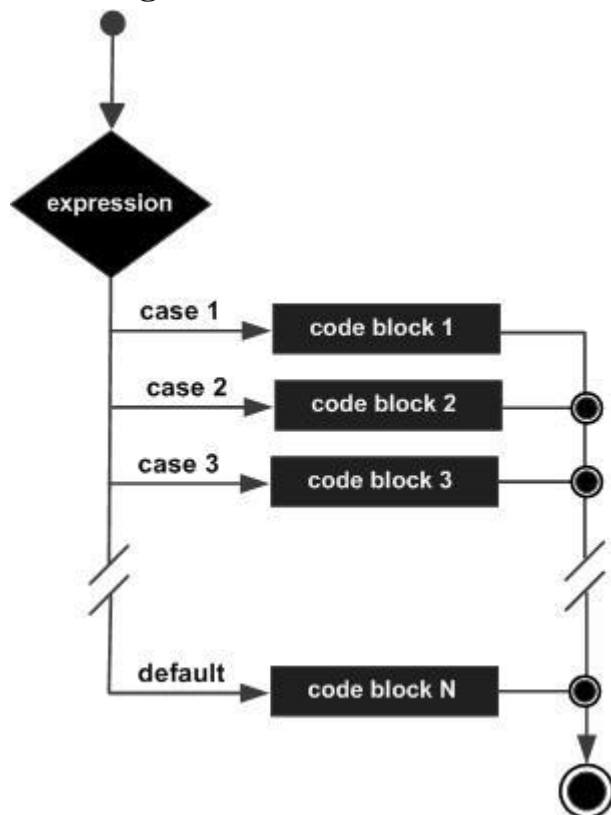 expression
case 1
code block 1
case 2
code block 2
case 3
code block 3
default
code block N